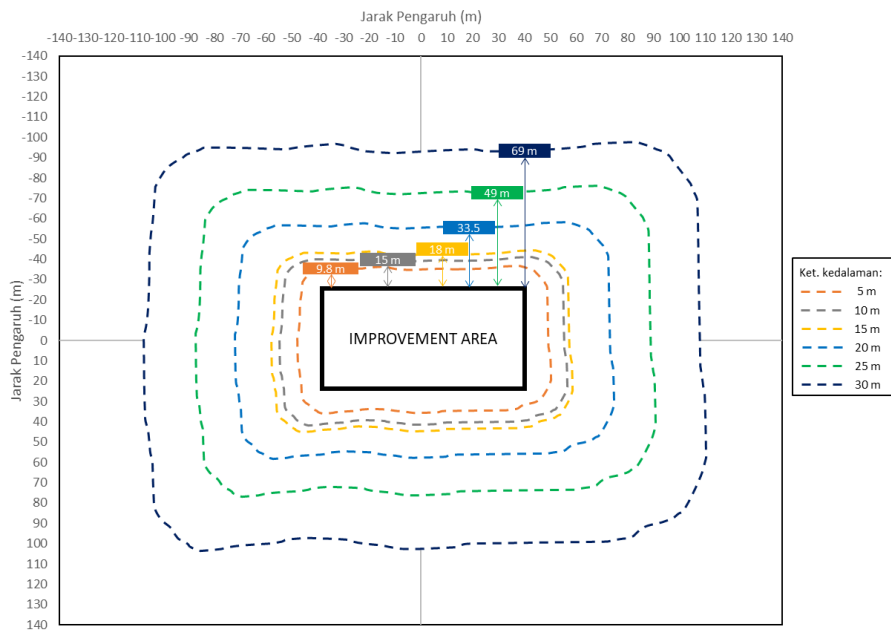 Jarak Pengaruh (m)
-140-130-120-110-100 -90 -80 -70 -60 -50 -40 -30 -20 -10 0 10 20 30 40 50 60 70 80 90 100 110 120 130 140
-140
-130
-120
-110
-100
-90
-80
-70
-60
-50
-40
-30
-20
-10
0
10
20
30
40
50
60
70
80
90
100
110
120
130
140
Jarak Pengaruh (m)
69 m
49 m
33.5
18 m
15 m
9.8 m
IMPROVEMENT AREA
Ket. kedalaman:
5 m
10 m
15 m
20 m
25 m
30 m